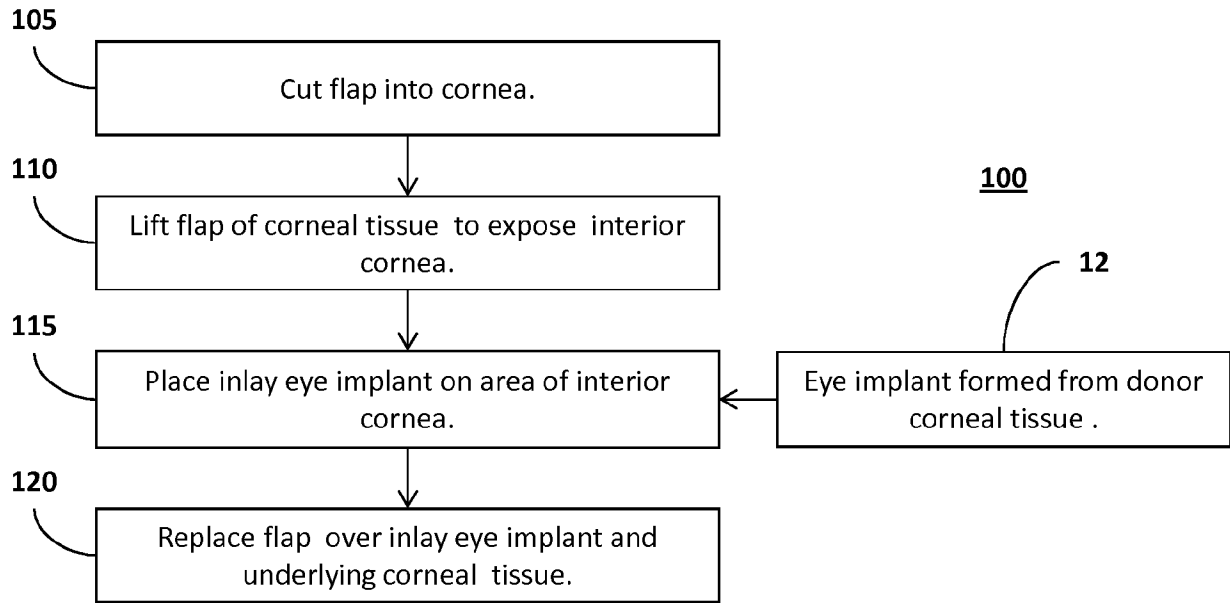 105
Cut flap into cornea.
110
Lift flap of corneal tissue to expose interior
cornea.
100
12
115
Place inlay eye implant on area of interior
cornea.
Eye implant formed from donor
corneal tissue .
120
Replace flap over inlay eye implant and
underlying corneal tissue.